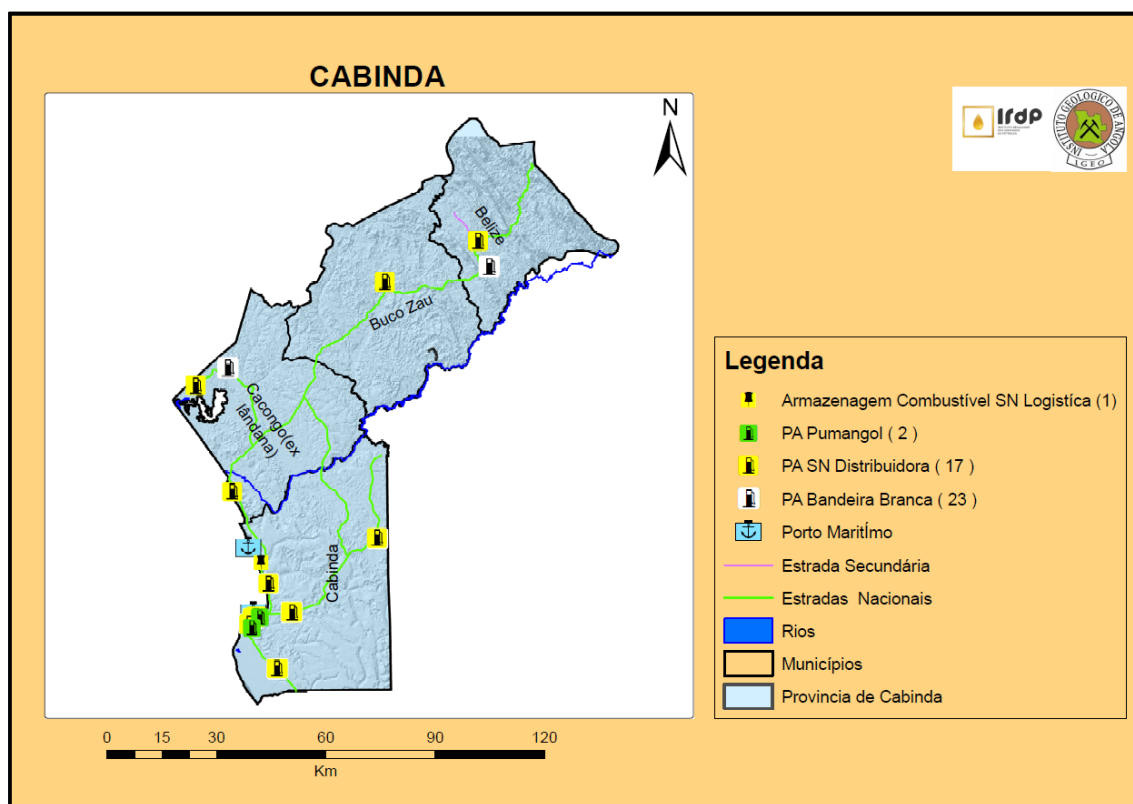 CABINDA
N
Irdp
INSTITUTO GEOLOGICO DE ANGOLA
IGEO
Belize
Buco Zau
Cacongo(ex
lândana)
Cabinda
Legenda
Armazenagem Combustível SN Logistíca (1)
PA Pumangol ( 2 )
PA SN Distribuidora ( 17 )
PA Bandeira Branca ( 23 )
Porto MaritÍmo
Estrada Secundária
Estradas Nacionais
Rios
Municípios
Provincia de Cabinda
0 15 30 60 90 120
Km